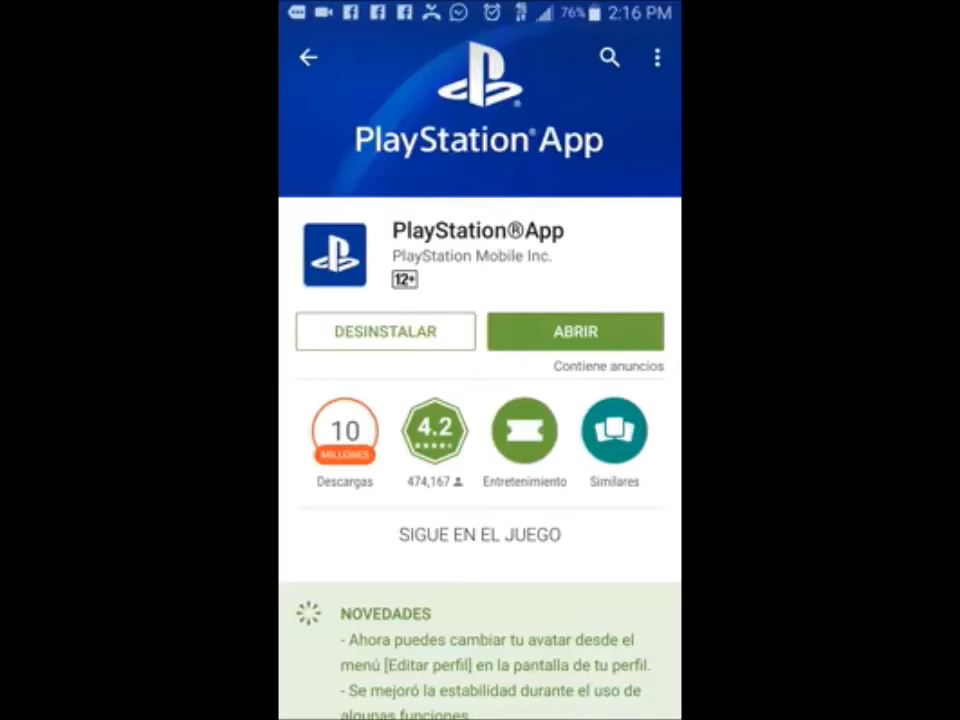 76% 2:16 PM
PlayStation® App
PlayStation®App
PlayStation Mobile Inc.
12+
DESINSTALAR
ABRIR
Contiene anuncios
10
MILLONES
4.2
Descargas
474,167
Entretenimiento
Similares
SIGUE EN EL JUEGO
NOVEDADES
- Ahora puedes cambiar tu avatar desde el
menú [Editar perfil] en la pantalla de tu perfil.
- Se mejoró la estabilidad durante el uso de
algunas funciones.